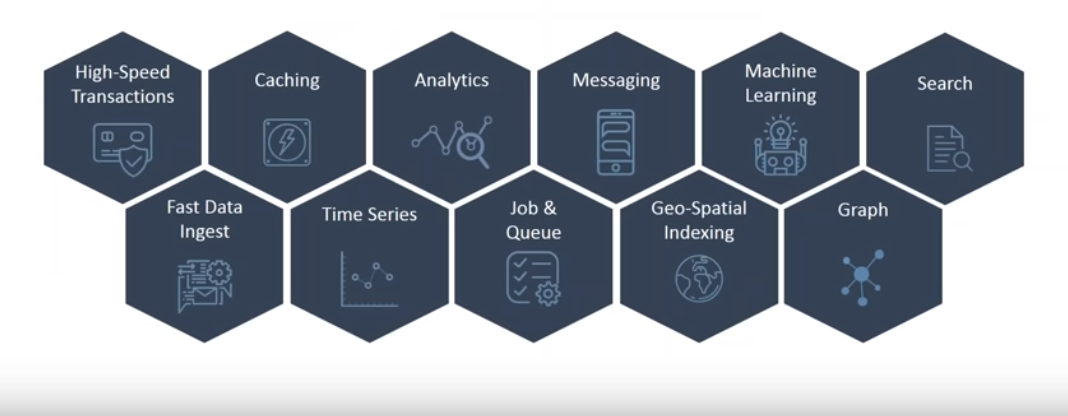 High-Speed
Transactions
Caching
Analytics
Messaging
Machine
Learning
Search
Fast Data
Ingest
Time Series
Job &
Queue
Geo-Spatial
Indexing
Graph